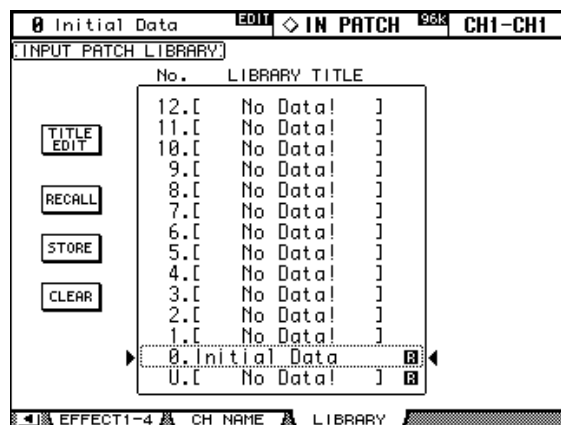 0 Initial Data EDIT ◇ IN PATCH 96k CH1-CH1
INPUT PATCH LIBRARY
No. LIBRARY TITLE
12.[ No Data! ]
11.[ No Data! ]
10.[ No Data! ]
9.[ No Data! ]
8.[ No Data! ]
7.[ No Data! ]
6.[ No Data! ]
5.[ No Data! ]
4.[ No Data! ]
3.[ No Data! ]
2.[ No Data! ]
1.[ No Data! ]
0.Initial Data R
U.[ No Data! ] R
TITLE
EDIT
RECALL
STORE
CLEAR
EFFECT1-4 CH NAME LIBRARY